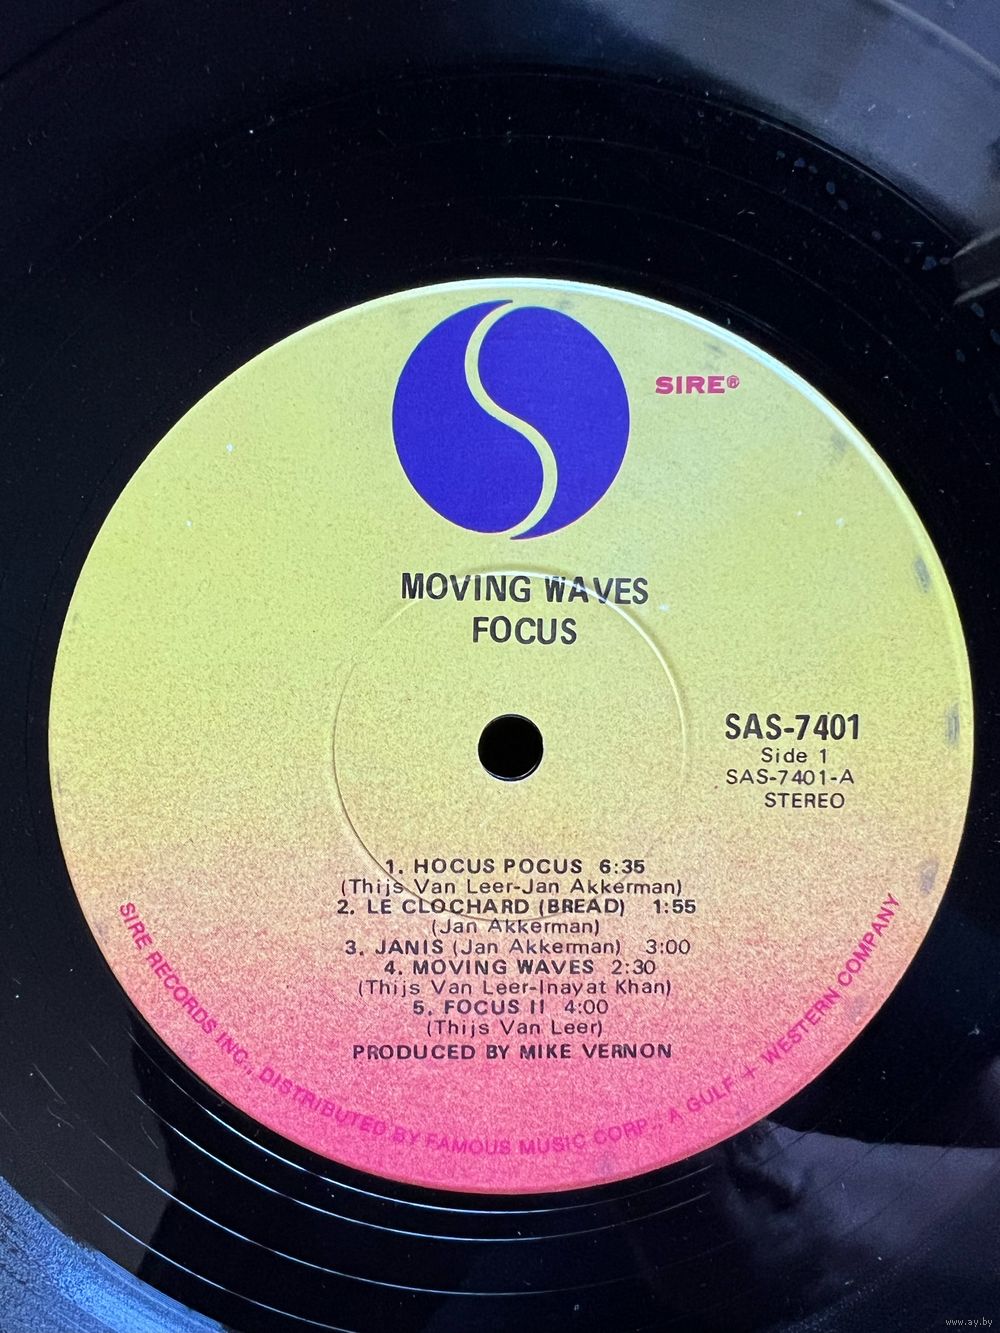 SIRE®
MOVING WAVES
FOCUS
SAS-7401
Side 1
SAS-7401-A
STEREO
1. HOCUS POCUS 6:35
(Thijs Van Leer-Jan Akkerman)
2. LE CLOCHARD (BREAD) 1:55
(Jan Akkerman)
3. JANIS (Jan Akkerman) 3:00
4. MOVING WAVES 2:30
(Thijs Van Leer-Inayat Khan)
5. FOCUS II 4:00
(Thijs Van Leer)
PRODUCED BY MIKE VERNON
SIRE RECORDS INC., DISTRIBUTED BY FAMOUS MUSIC CORP., A GULF + WESTERN COMPANY
www.ay.by